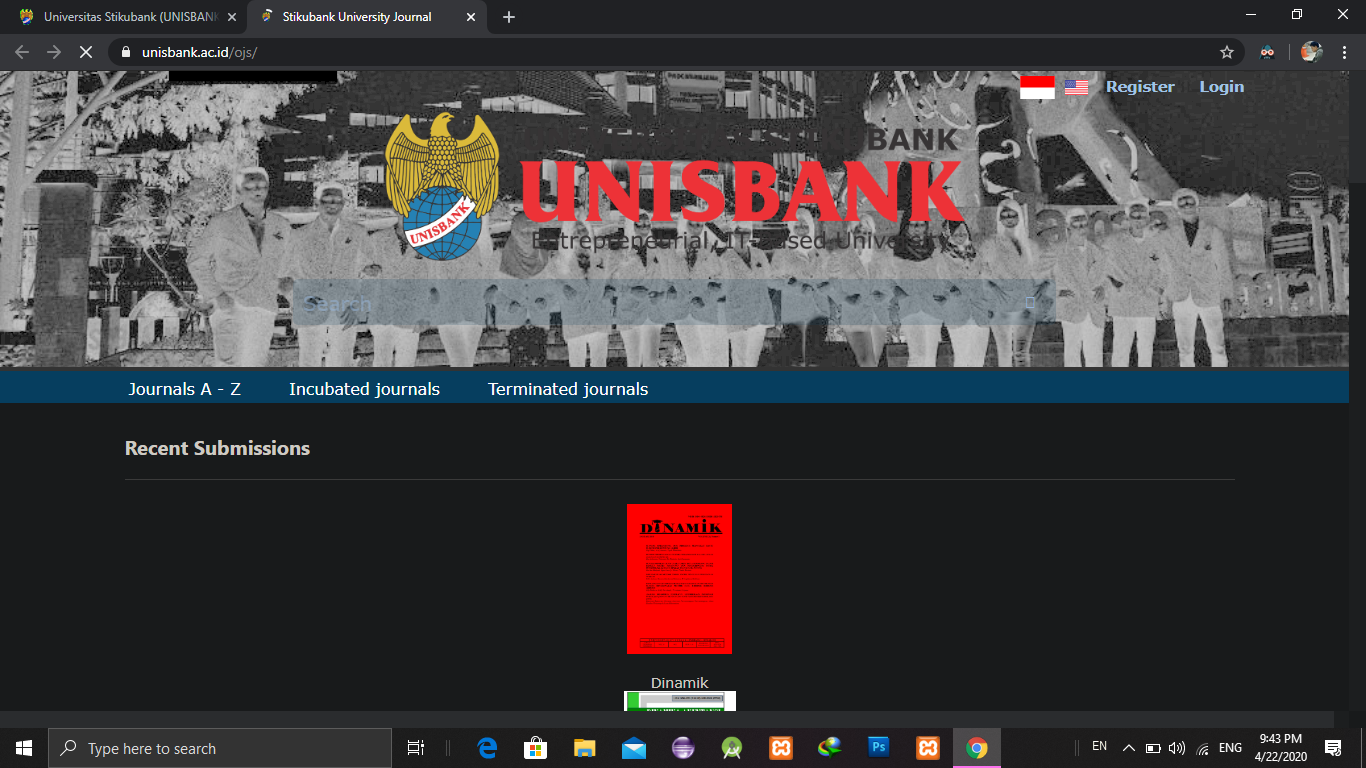 Universitas Stikubank (UNISBANK
Stikubank University Journal
unisbank.ac.id/ojs/
Register
Login
BANK
UNISBANK
UNISBANK
Entrepreneurial, IT-Based University
Search
Journals A - Z
Incubated journals
Terminated journals
Recent Submissions
DINAMiK
Dinamik
Type here to search
EN
ENG
9:43 PM
4/22/2020